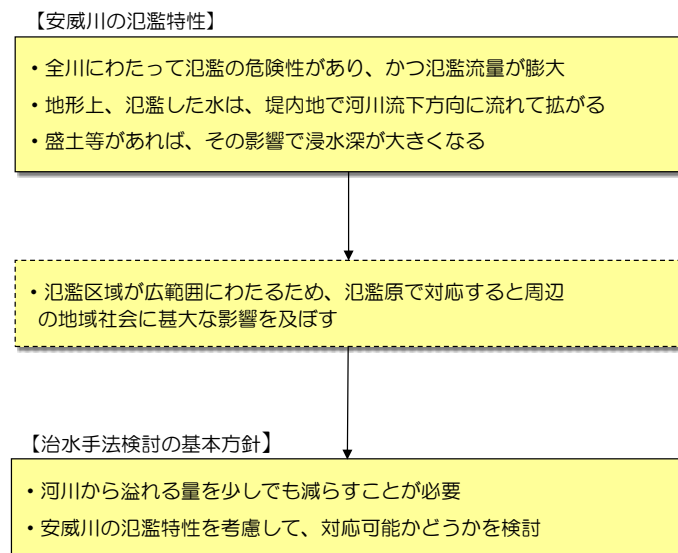 【安威川の氾濫特性】
・全川にわたって氾濫の危険性があり、かつ氾濫流量が膨大
・地形上、氾濫した水は、堤内地で河川流下方向に流れて拡がる
・盛土等があれば、その影響で浸水深が大きくなる
・氾濫区域が広範囲にわたるため、氾濫原で対応すると周辺
の地域社会に甚大な影響を及ぼす
【治水手法検討の基本方針】
・河川から溢れる量を少しでも減らすことが必要
・安威川の氾濫特性を考慮して、対応可能かどうかを検討